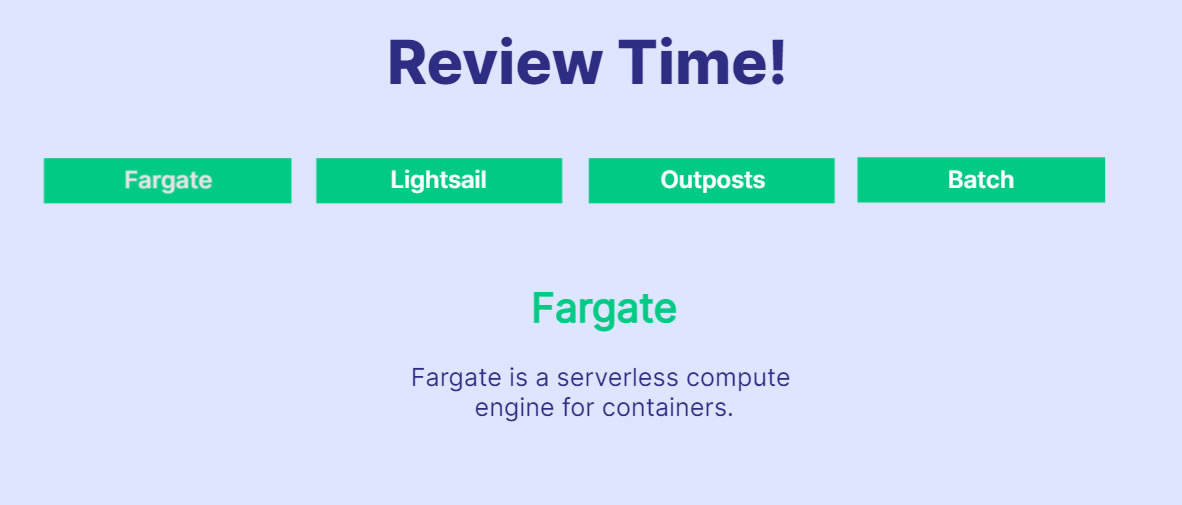 Review Time!
Fargate
Lightsail
Outposts
Batch
Fargate
Fargate is a serverless compute
engine for containers.